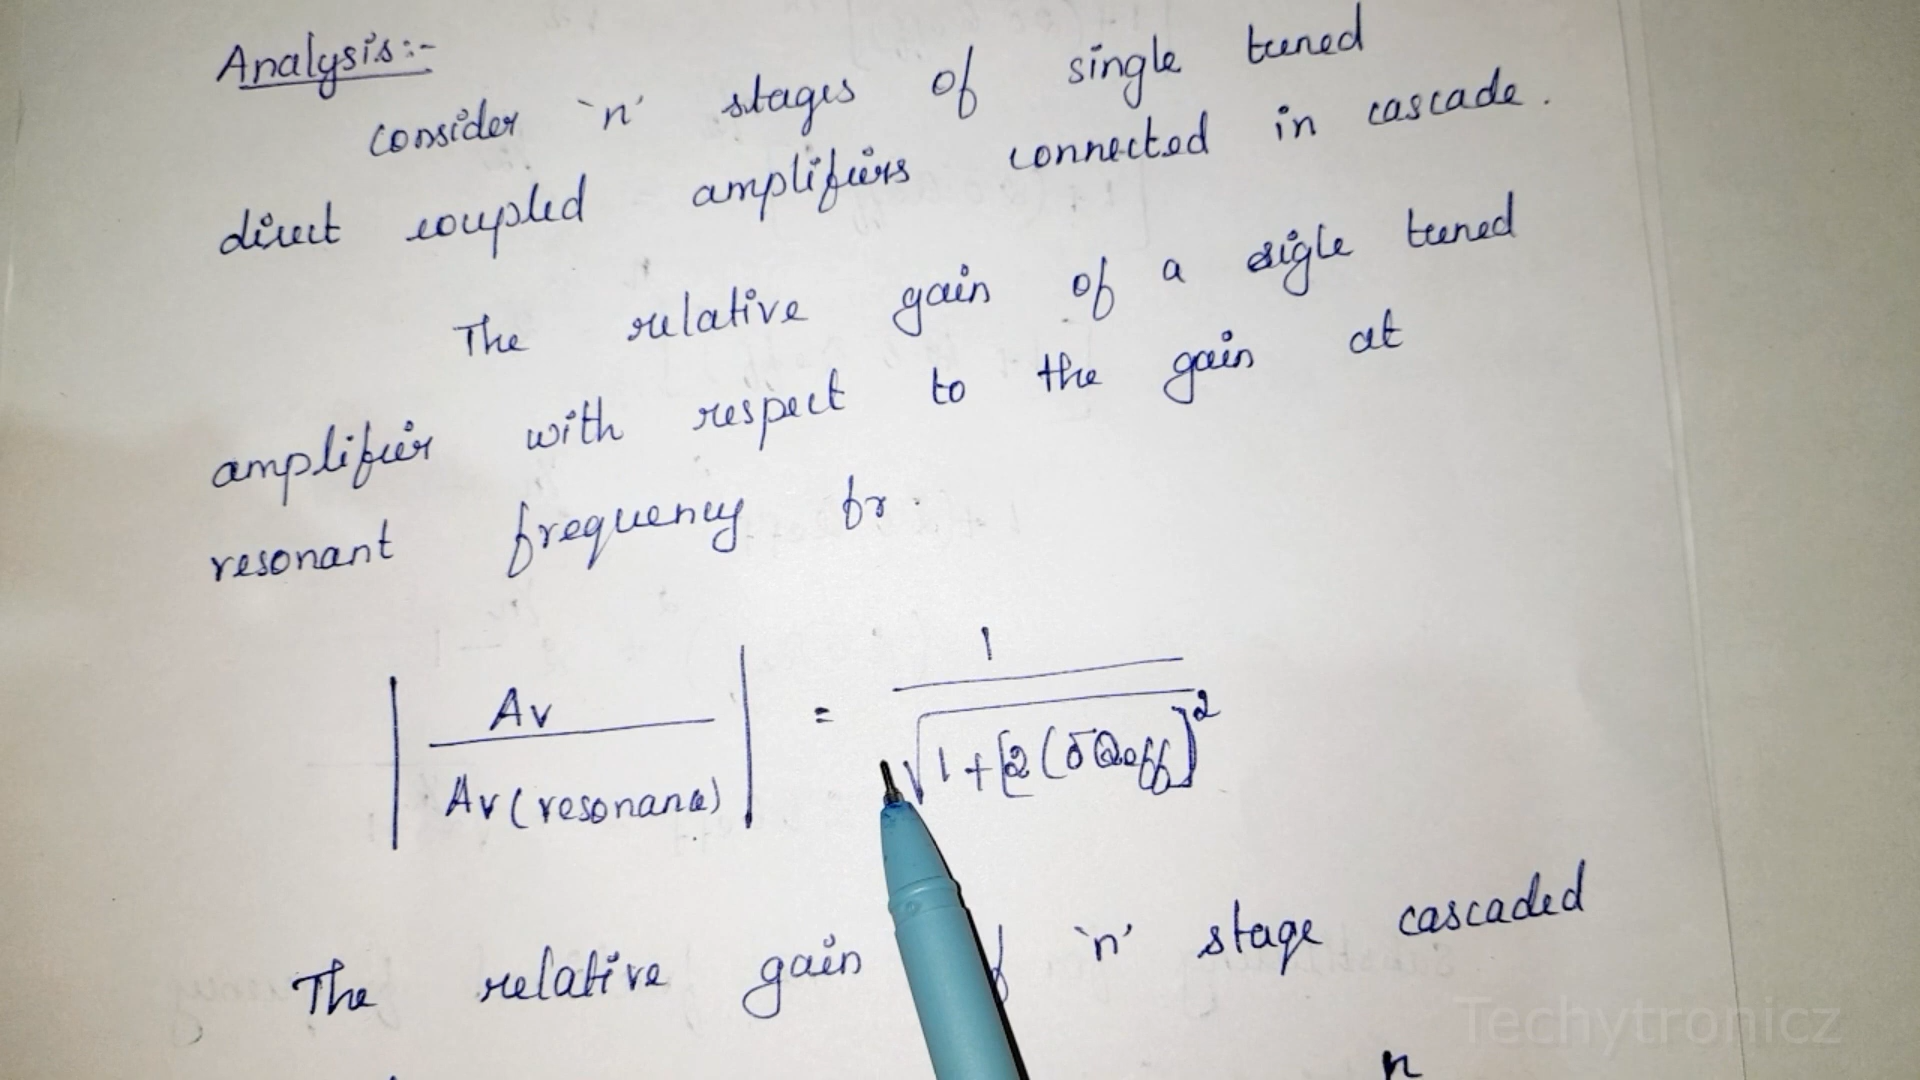 Analysis:-
Consider 'n' stages of single tuned
direct coupled amplifiers connected in cascade.
The relative gain of a sigle tuned
amplifier with respect to the gain at
resonant frequency fr.
| Av / Av(resonance) | = 1 / √1+[2(δQeff]²
The relative gain of 'n' stage cascaded
n
Techytronicz